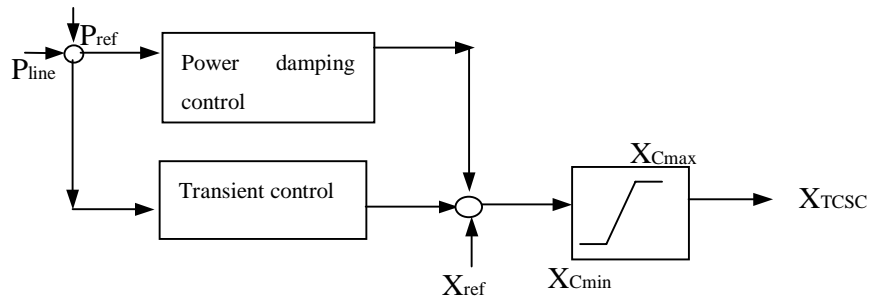 Pref
Pline
Power damping
control
Transient control
XCmax
XTCSC
XCmin
Xref